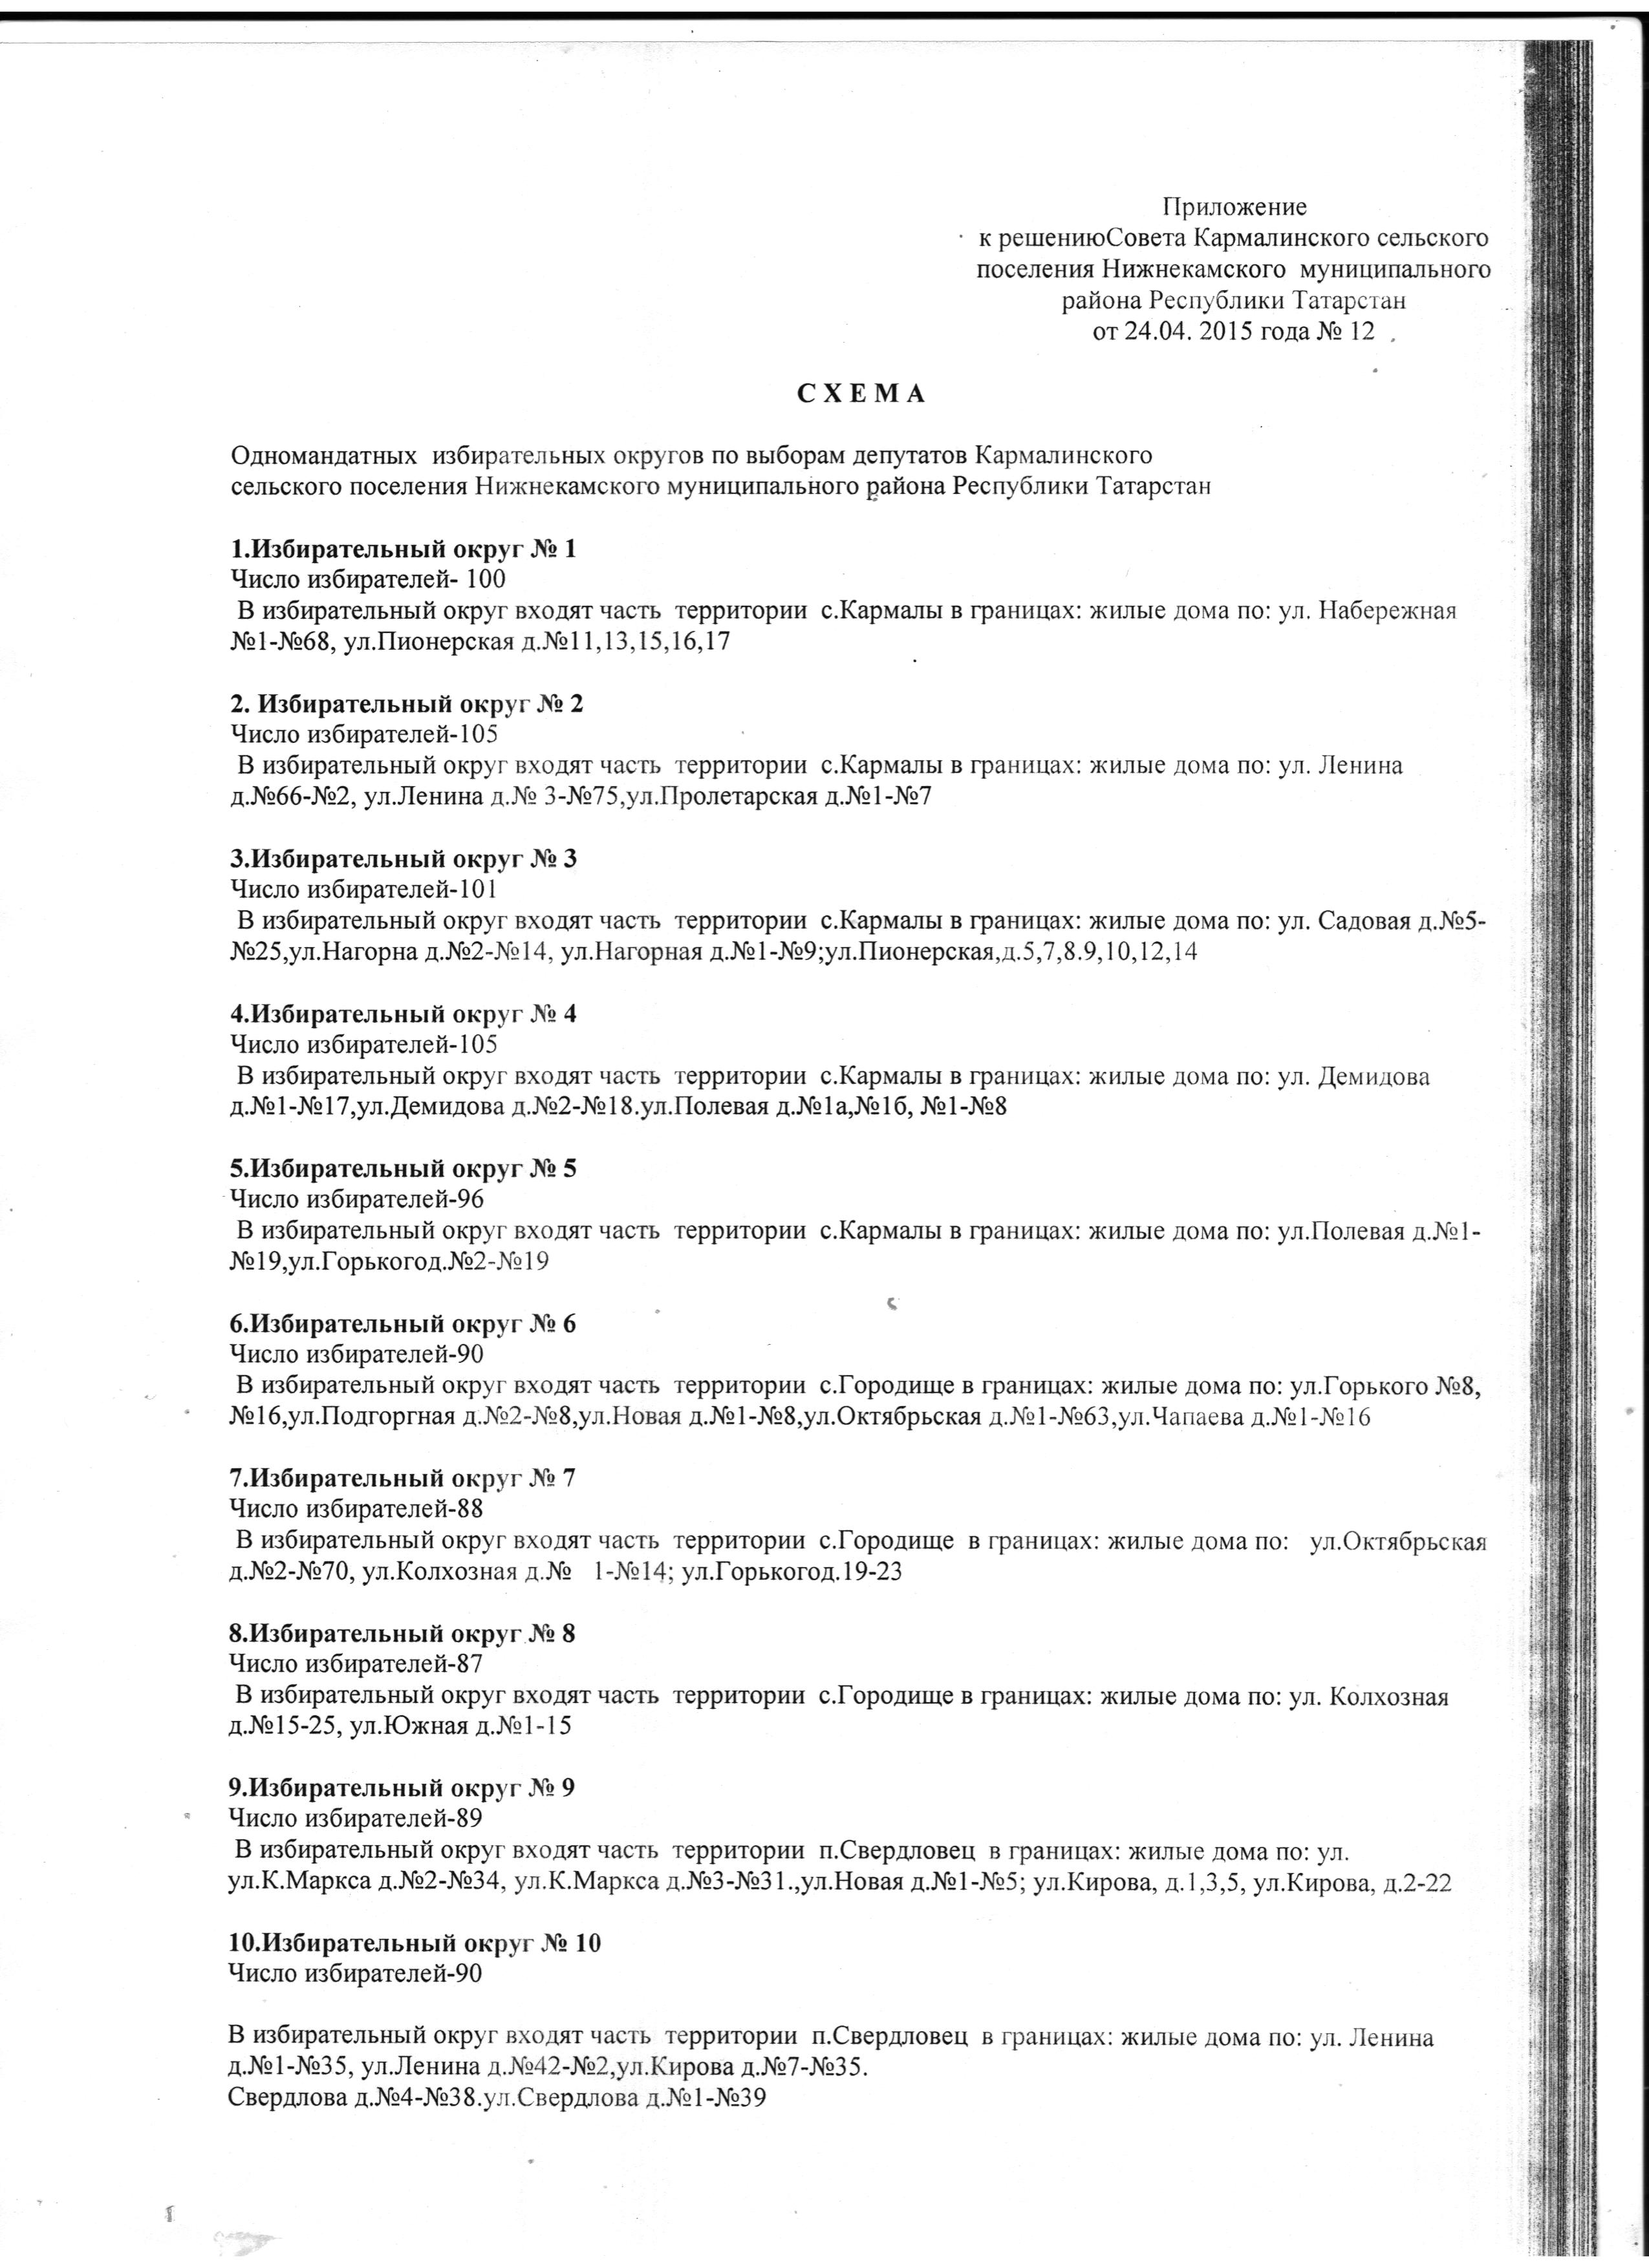 Приложение
к решениюСовета Кармалинского сельского
поселения Нижнекамского муниципального
района Республики Татарстан
от 24.04. 2015 года № 12
С Х Е М А
Одномандатных избирательных округов по выборам депутатов Кармалинского
сельского поселения Нижнекамского муниципального района Республики Татарстан
1.Избирательный округ № 1
Число избирателей- 100
В избирательный округ входят часть территории с.Кармалы в границах: жилые дома по: ул. Набережная
№1-№68, ул.Пионерская д.№11,13,15,16,17
2. Избирательный округ № 2
Число избирателей-105
В избирательный округ входят часть территории с.Кармалы в границах: жилые дома по: ул. Ленина
д.№66-№2, ул.Ленина д.№ 3-№75,ул.Пролетарская д.№1-№7
3.Избирательный округ № 3
Число избирателей-101
В избирательный округ входят часть территории с.Кармалы в границах: жилые дома по: ул. Садовая д.№5-
№25,ул.Нагорна д.№2-№14, ул.Нагорная д.№1-№9;ул.Пионерская,д.5,7,8.9,10,12,14
4.Избирательный округ № 4
Число избирателей-105
В избирательный округ входят часть территории с.Кармалы в границах: жилые дома по: ул. Демидова
д.№1-№17,ул.Демидова д.№2-№18.ул.Полевая д.№1а,№1б, №1-№8
5.Избирательный округ № 5
Число избирателей-96
В избирательный округ входят часть территории с.Кармалы в границах: жилые дома по: ул.Полевая д.№1-
№19,ул.Горькогод.№2-№19
6.Избирательный округ № 6
Число избирателей-90
В избирательный округ входят часть территории с.Городище в границах: жилые дома по: ул.Горького №8,
№16,ул.Подгоргная д.№2-№8,ул.Новая д.№1-№8,ул.Октябрьская д.№1-№63,ул.Чапаева д.№1-№16
7.Избирательный округ № 7
Число избирателей-88
В избирательный округ входят часть территории с.Городище в границах: жилые дома по: ул.Октябрьская
д.№2-№70, ул.Колхозная д.№ 1-№14; ул.Горькогод.19-23
8.Избирательный округ № 8
Число избирателей-87
В избирательный округ входят часть территории с.Городище в границах: жилые дома по: ул. Колхозная
д.№15-25, ул.Южная д.№1-15
9.Избирательный округ № 9
Число избирателей-89
В избирательный округ входят часть территории п.Свердловец в границах: жилые дома по: ул.
ул.К.Маркса д.№2-№34, ул.К.Маркса д.№3-№31.,ул.Новая д.№1-№5; ул.Кирова, д.1,3,5, ул.Кирова, д.2-22
10.Избирательный округ № 10
Число избирателей-90
В избирательный округ входят часть территории п.Свердловец в границах: жилые дома по: ул. Ленина
д.№1-№35, ул.Ленина д.№42-№2,ул.Кирова д.№7-№35.
Свердлова д.№4-№38.ул.Свердлова д.№1-№39